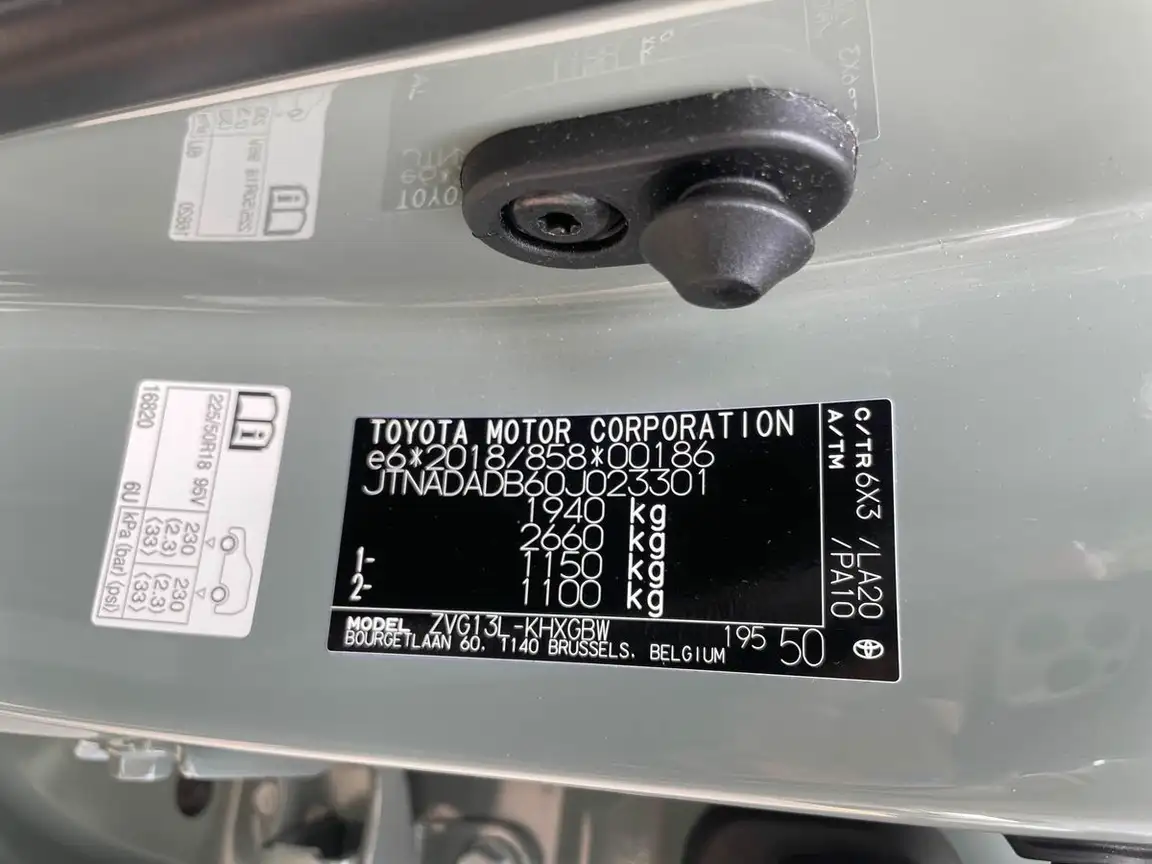 TOYOTA MOTOR CORPORATION
e6*2018/858*00186
JTNADADB60J023301
1940 kg
2660 kg
1- 1150 kg
2- 1100 kg
MODEL ZVG13L-KHXGBW
BOURGETLAAN 60, 1140 BRUSSELS, BELGIUM
195 50
C/TR 6X3 /LA20
A/TM /PA10
225/50R18 95V
230 (2.3) (33)
230 (2.3) (33)
kPa (bar) (psi)
16820 6U
TOYOTA